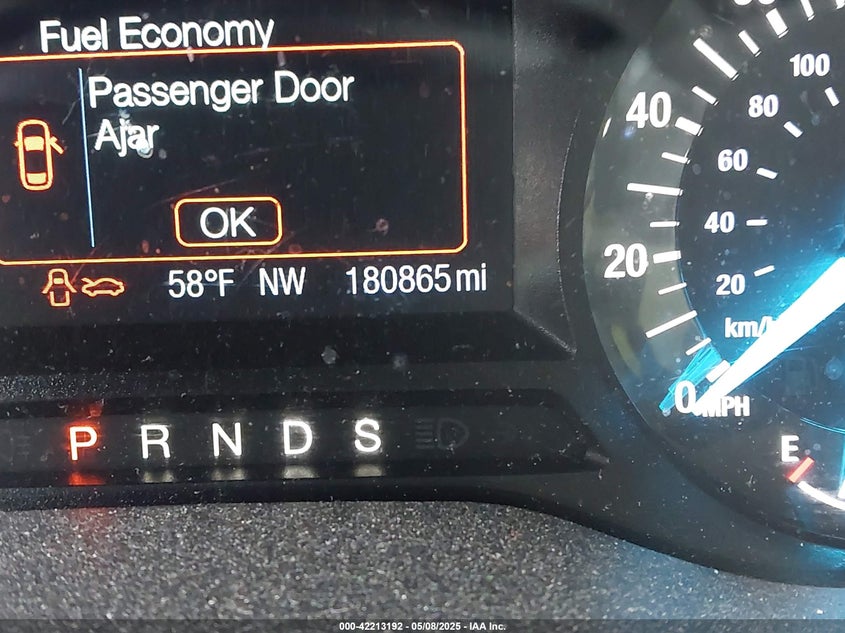 Fuel Economy
Passenger Door
Ajar
OK
58°F NW 180865 mi
P R N D S
100
80
60
40
20
km/h
40
20
0
MPH
E
000-42213192 - 05/08/2025 - IAA Inc.